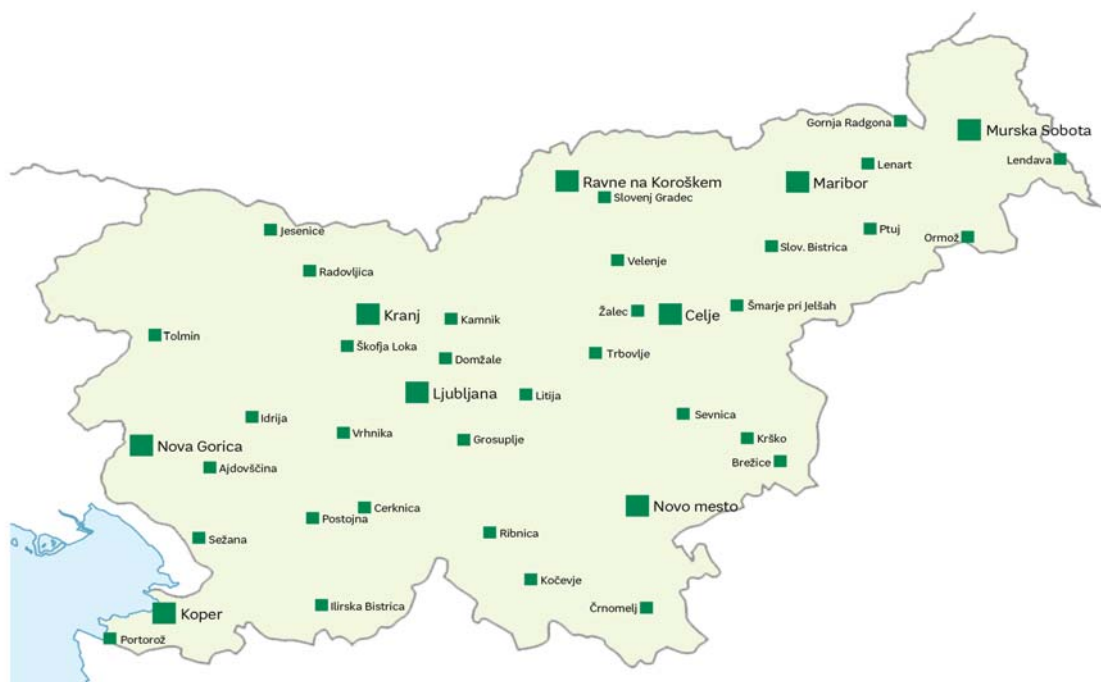 Gornja Radgona
Murska Sobota
Lendava
Lenart
Ravne na Koroškem
Maribor
Slovenj Gradec
Jesenice
Ptuj
Ormož
Slov. Bistrica
Velenje
Radovljica
Šmarje pri Jelšah
Žalec
Celje
Kranj
Kamnik
Tolmin
Škofja Loka
Domžale
Trbovlje
Ljubljana
Litija
Idrija
Sevnica
Vrhnika
Grosuplje
Krško
Nova Gorica
Brežice
Ajdovščina
Cerknica
Novo mesto
Postojna
Ribnica
Sežana
Kočevje
Ilirska Bistrica
Črnomelj
Koper
Portorož